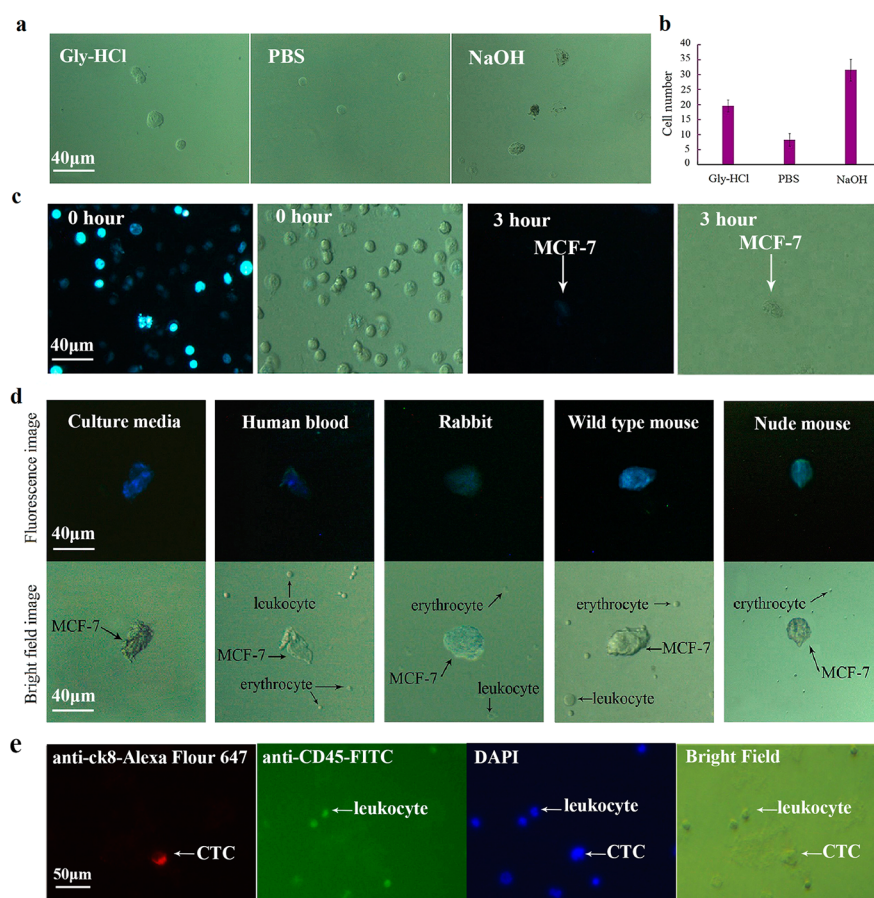 a
Gly-HCl PBS NaOH
40μm
b
Cell number
40
35
30
25
20
15
10
5
0
Gly-HCl PBS NaOH
c
0 hour 0 hour 3 hour 3 hour
MCF-7 MCF-7
40μm
d
Fluorescence image
Culture media Human blood Rabbit Wild type mouse Nude mouse
40μm
Bright field image
leukocyte erythrocyte erythrocyte erythrocyte
MCF-7 MCF-7 MCF-7 MCF-7 MCF-7
erythrocyte leukocyte leukocyte
40μm
e
anti-ck8-Alexa Flour 647 anti-CD45-FITC DAPI Bright Field
leukocyte leukocyte leukocyte
CTC CTC CTC
50μm